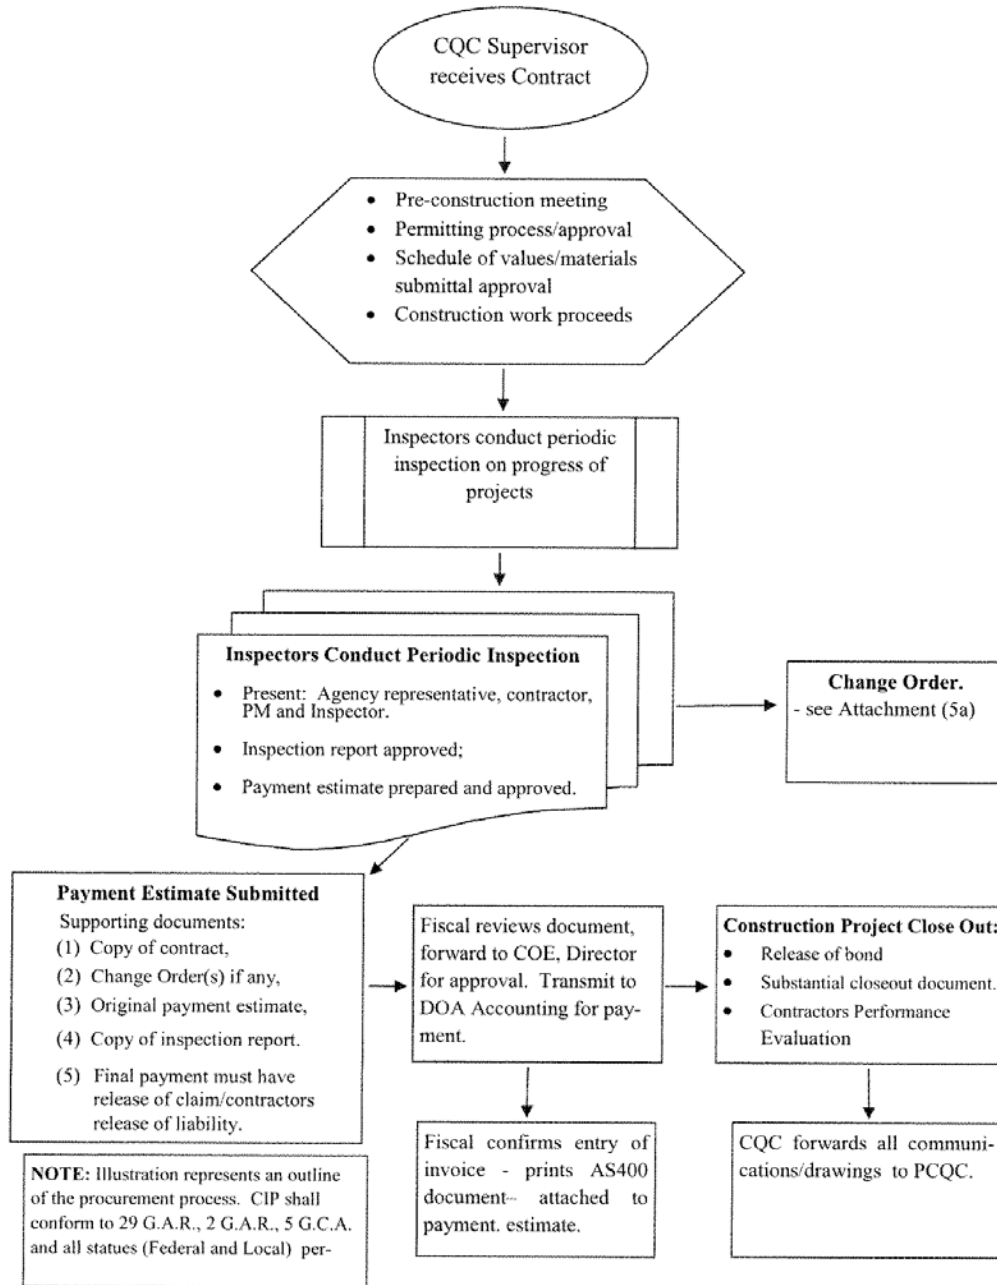 CQC Supervisor
receives Contract
• Pre-construction meeting
• Permitting process/approval
• Schedule of values/materials
submittal approval
• Construction work proceeds
Inspectors conduct periodic
inspection on progress of
projects
Inspectors Conduct Periodic Inspection
• Present: Agency representative, contractor,
PM and Inspector.
• Inspection report approved;
• Payment estimate prepared and approved.
Change Order.
- see Attachment (5a)
Payment Estimate Submitted
Supporting documents:
(1) Copy of contract,
(2) Change Order(s) if any,
(3) Original payment estimate,
(4) Copy of inspection report.
(5) Final payment must have
release of claim/contractors
release of liability.
Fiscal reviews document,
forward to COE, Director
for approval. Transmit to
DOA Accounting for pay-
ment.
Construction Project Close Out:
• Release of bond
• Substantial closeout document.
• Contractors Performance
Evaluation
Fiscal confirms entry of
invoice - prints AS400
document- attached to
payment. estimate.
CQC forwards all communi-
cations/drawings to PCQC.
NOTE: Illustration represents an outline
of the procurement process. CIP shall
conform to 29 G.A.R., 2 G.A.R., 5 G.C.A.
and all statues (Federal and Local) per-